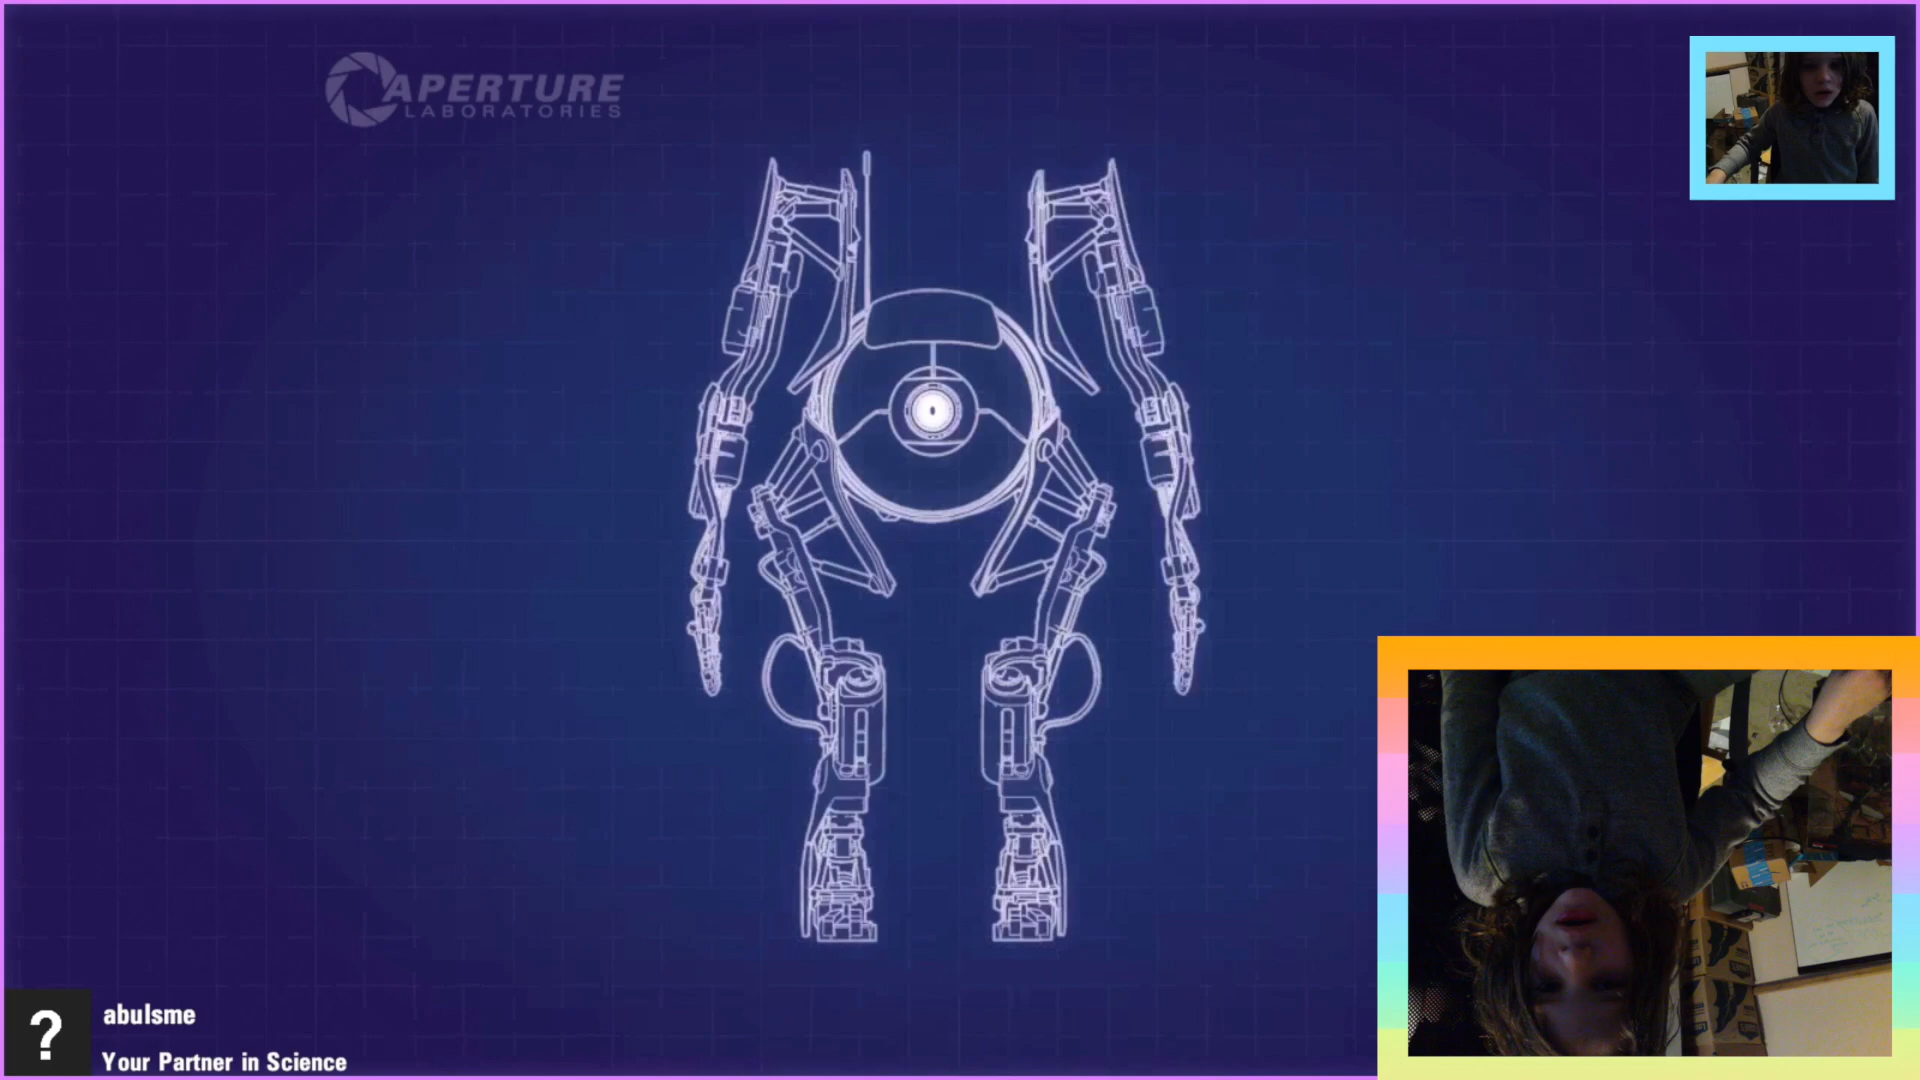 APERTURE
LABORATORIES
?
abulsme
Your Partner in Science